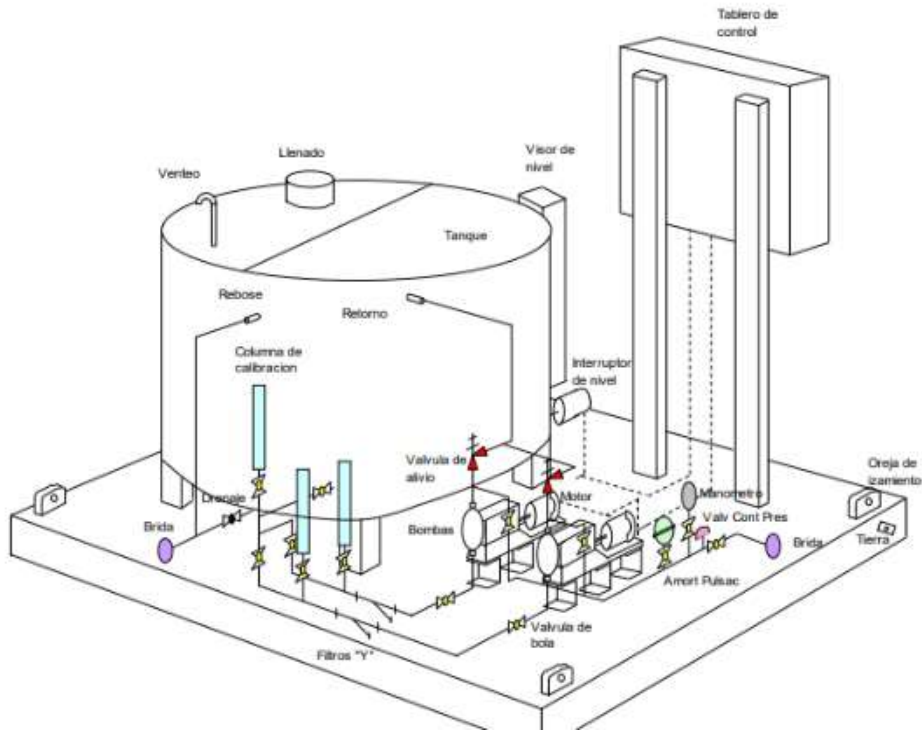 Tablero de
control
Visor de
nivel
Llenado
Venteo
Tanque
Rebose
Retorno
Columna de
calibracion
Interruptor
de nivel
Valvula de
alivio
Oreja de
izamiento
Drenaje
Motor
Manometro
Bombas
Valv Cont Pres
Brida
Brida
Tierra
Amort Pulsac
Valvula de
bola
Filtros "Y"